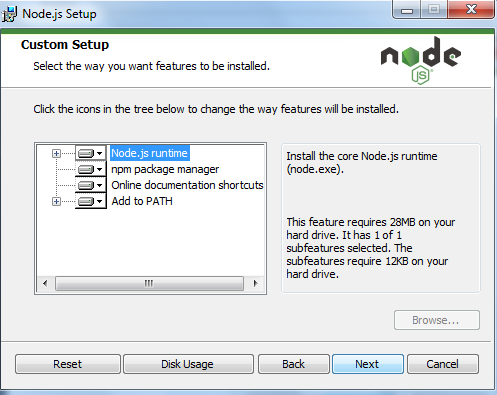 Node.js Setup
Custom Setup
Select the way you want features to be installed.
node
JS
Click the icons in the tree below to change the way features will be installed.
Node.js runtime
npm package manager
Online documentation shortcuts
Add to PATH
Install the core Node.js runtime
(node.exe).
This feature requires 28MB on your
hard drive. It has 1 of 1
subfeatures selected. The
subfeatures require 12KB on your
hard drive.
Browse...
Reset
Disk Usage
Back
Next
Cancel